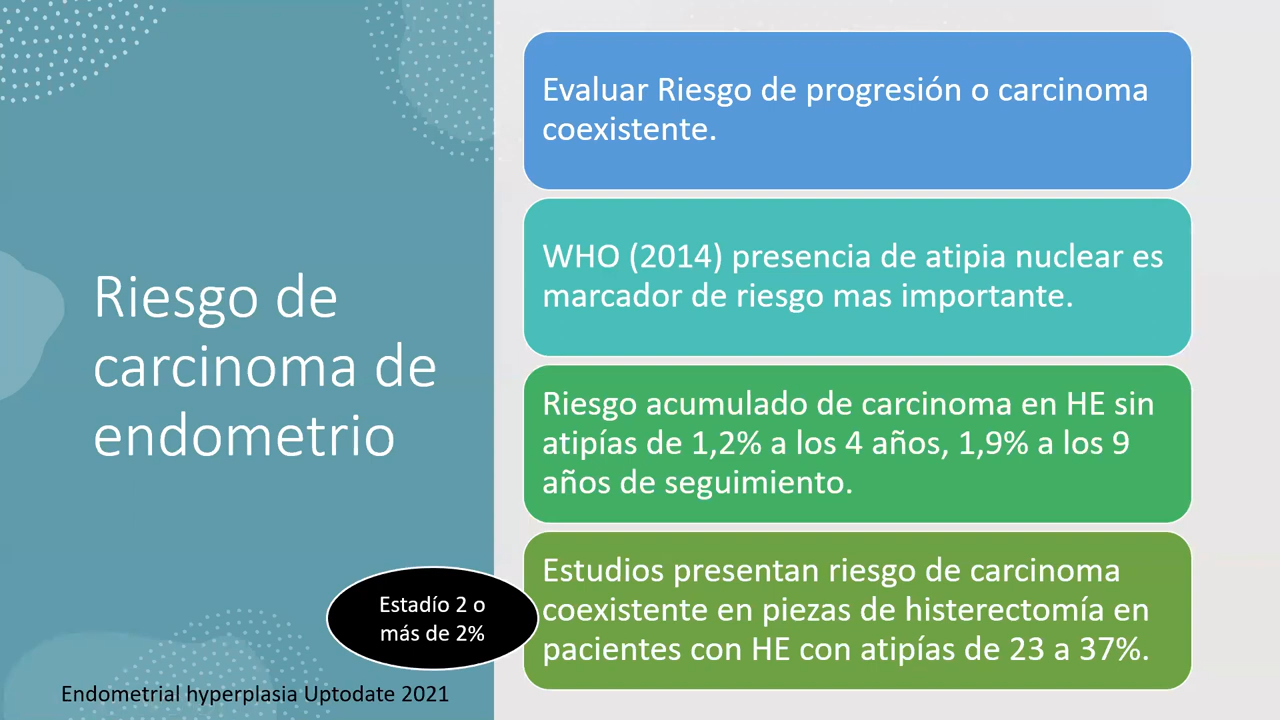 Riesgo de
carcinoma de
endometrio
Evaluar Riesgo de progresión o carcinoma
coexistente.
WHO (2014) presencia de atipia nuclear es
marcador de riesgo mas importante.
Riesgo acumulado de carcinoma en HE sin
atipías de 1,2% a los 4 años, 1,9% a los 9
años de seguimiento.
Estudios presentan riesgo de carcinoma
coexistente en piezas de histerectomía en
pacientes con HE con atipías de 23 a 37%.
Estadío 2 o
más de 2%
Endometrial hyperplasia Uptodate 2021